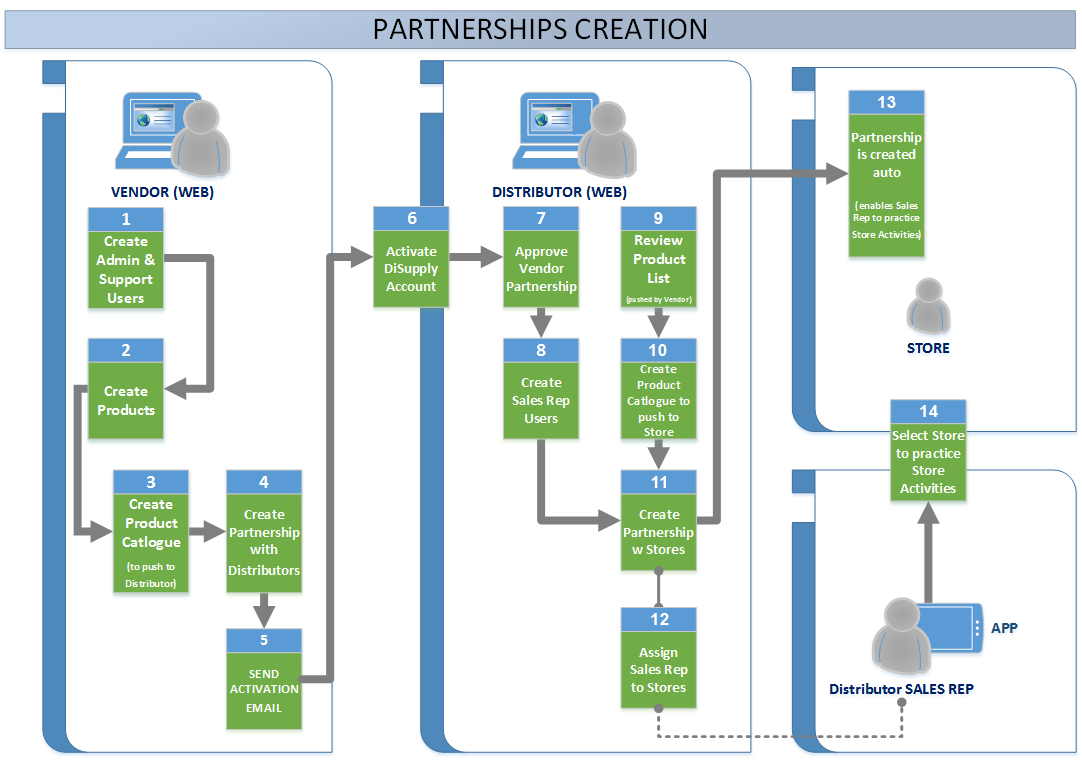 PARTNERSHIPS CREATION
VENDOR (WEB)
1
Create
Admin &
Support
Users
2
Create
Products
3
Create
Product
Catlogue
(to push to
Distributor)
4
Create
Partnership
with
Distributors
5
SEND
ACTIVATION
EMAIL
DISTRIBUTOR (WEB)
6
Activate
DiSupply
Account
7
Approve
Vendor
Partnership
8
Create
Sales Rep
Users
9
Review
Product
List
(pushed by Vendor)
10
Create
Product
Catlogue to
push to
Store
11
Create
Partnership
w Stores
12
Assign
Sales Rep
to Stores
13
Partnership
is created
auto
(enables Sales
Rep to practice
Store Activities)
STORE
14
Select Store
to practice
Store
Activities
APP
Distributor SALES REP